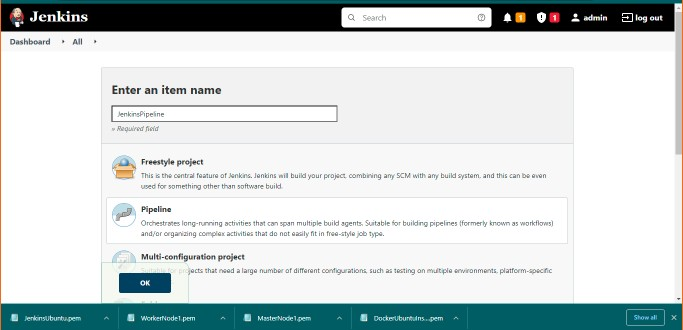 Jenkins
Search
1
1
admin
log out
Dashboard
All
Enter an item name
JenkinsPipeline
» Required field
Freestyle project
This is the central feature of Jenkins. Jenkins will build your project, combining any SCM with any build system, and this can be even
used for something other than software build.
Pipeline
Orchestrates long-running activities that can span multiple build agents. Suitable for building pipelines (formerly known as workflows)
and/or organizing complex activities that do not easily fit in free-style job type.
Multi-configuration project
Suitable for projects that need a large number of different configurations, such as testing on multiple environments, platform-specific
OK
JenkinsUbuntu.pem
WorkerNode1.pem
MasterNode1.pem
DockerUbuntuIns....pem
Show all